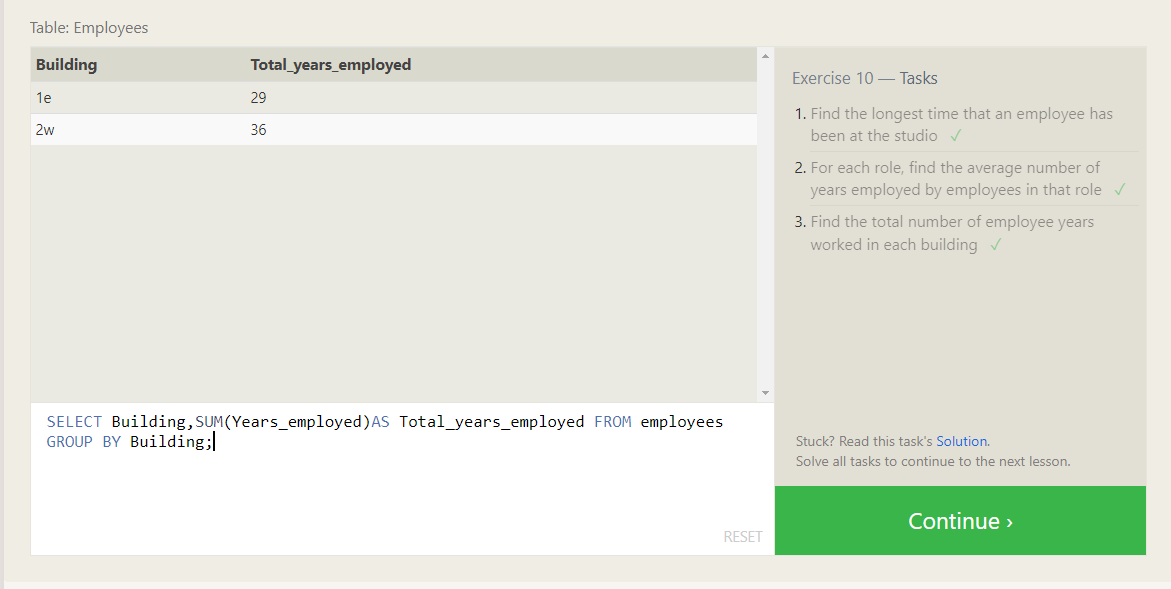 Table: Employees
Building Total_years_employed
1e 29
2w 36
SELECT Building,SUM(Years_employed)AS Total_years_employed FROM employees
GROUP BY Building;
RESET
Exercise 10 — Tasks
1. Find the longest time that an employee has
been at the studio ✓
2. For each role, find the average number of
years employed by employees in that role ✓
3. Find the total number of employee years
worked in each building ✓
Stuck? Read this task's Solution.
Solve all tasks to continue to the next lesson.
Continue ›